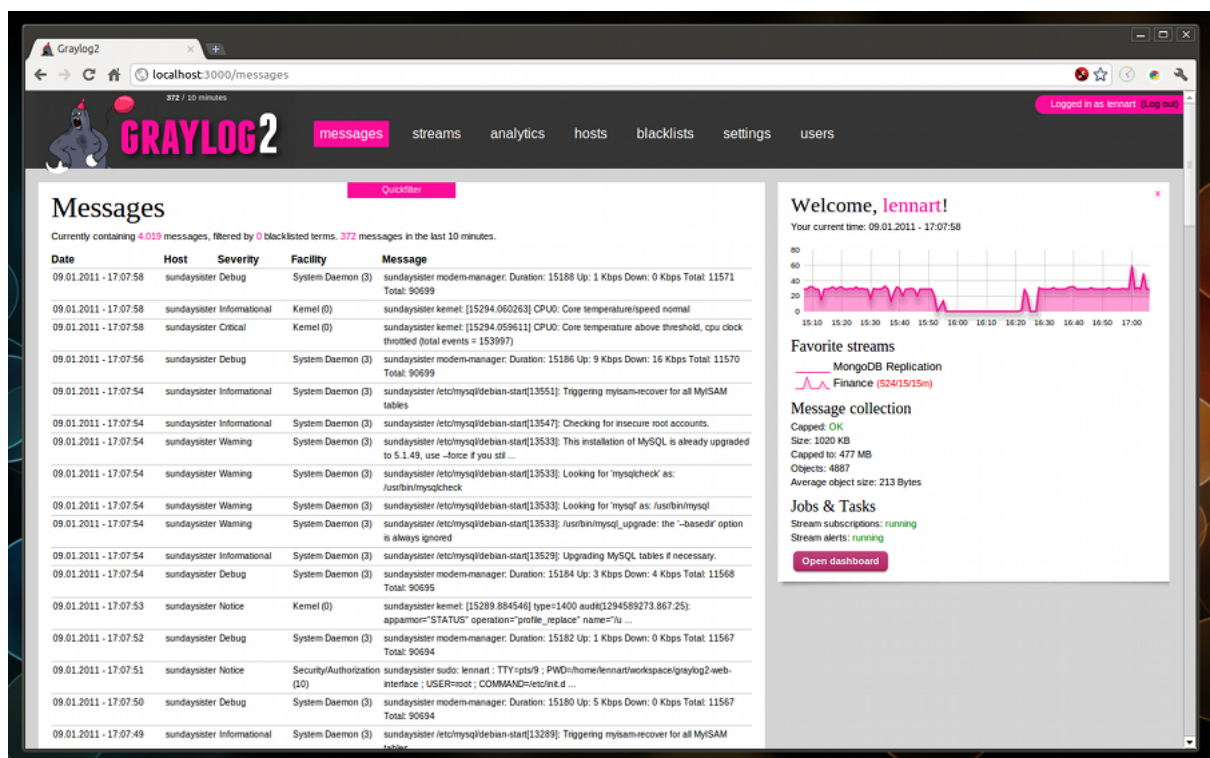 Graylog2
localhost:3000/messages
372 / 10 minutes
Logged in as lennart (Log out)
GRAYLOG2
messages streams analytics hosts blacklists settings users
Quickfilter
Messages
Currently containing 4.019 messages, filtered by 0 blacklisted terms. 372 messages in the last 10 minutes.
Date Host Severity Facility Message
09.01.2011 - 17:07:58 sundaysister Debug System Daemon (3) sundaysister modem-manager: Duration: 15188 Up: 1 Kbps Down: 0 Kbps Total: 11571
Total: 90699
09.01.2011 - 17:07:58 sundaysister Informational Kernel (0) sundaysister kernel: [15294.060263] CPU0: Core temperature/speed normal
09.01.2011 - 17:07:58 sundaysister Critical Kernel (0) sundaysister kernel: [15294.059611] CPU0: Core temperature above threshold, cpu clock
throttled (total events = 153997)
09.01.2011 - 17:07:56 sundaysister Debug System Daemon (3) sundaysister modem-manager: Duration: 15186 Up: 9 Kbps Down: 16 Kbps Total: 11570
Total: 90699
09.01.2011 - 17:07:54 sundaysister Informational System Daemon (3) sundaysister /etc/mysql/debian-start[13551]: Triggering myisam-recover for all MyISAM
tables
09.01.2011 - 17:07:54 sundaysister Informational System Daemon (3) sundaysister /etc/mysql/debian-start[13547]: Checking for insecure root accounts.
09.01.2011 - 17:07:54 sundaysister Warning System Daemon (3) sundaysister /etc/mysql/debian-start[13533]: This installation of MySQL is already upgraded
to 5.1.49, use --force if you stil ...
09.01.2011 - 17:07:54 sundaysister Warning System Daemon (3) sundaysister /etc/mysql/debian-start[13533]: Looking for 'mysqlcheck' as:
/usr/bin/mysqlcheck
09.01.2011 - 17:07:54 sundaysister Warning System Daemon (3) sundaysister /etc/mysql/debian-start[13533]: Looking for 'mysql' as: /usr/bin/mysql
09.01.2011 - 17:07:54 sundaysister Warning System Daemon (3) sundaysister /etc/mysql/debian-start[13533]: /usr/bin/mysql_upgrade: the '--basedir' option
is always ignored
09.01.2011 - 17:07:54 sundaysister Informational System Daemon (3) sundaysister /etc/mysql/debian-start[13529]: Upgrading MySQL tables if necessary.
09.01.2011 - 17:07:54 sundaysister Debug System Daemon (3) sundaysister modem-manager: Duration: 15184 Up: 3 Kbps Down: 4 Kbps Total: 11568
Total: 90695
09.01.2011 - 17:07:53 sundaysister Notice Kernel (0) sundaysister kernel: [15289.884546] type=1400 audit(1294589273.867:25):
apparmor="STATUS" operation="profile_replace" name="/u ...
09.01.2011 - 17:07:52 sundaysister Debug System Daemon (3) sundaysister modem-manager: Duration: 15182 Up: 1 Kbps Down: 0 Kbps Total: 11567
Total: 90694
09.01.2011 - 17:07:51 sundaysister Notice Security/Authorization sundaysister sudo: lennart : TTY=pts/9 ; PWD=/home/lennart/workspace/graylog2-web-
(10) interface ; USER=root ; COMMAND=/etc/init.d ...
09.01.2011 - 17:07:50 sundaysister Debug System Daemon (3) sundaysister modem-manager: Duration: 15180 Up: 5 Kbps Down: 0 Kbps Total: 11567
Total: 90694
09.01.2011 - 17:07:49 sundaysister Informational System Daemon (3) sundaysister /etc/mysql/debian-start[13289]: Triggering myisam-recover for all MyISAM
tables
x
Welcome, lennart!
Your current time: 09.01.2011 - 17:07:58
80
60
40
20
0
15:10 15:20 15:30 15:40 15:50 16:00 16:10 16:20 16:30 16:40 16:50 17:00
Favorite streams
MongoDB Replication
Finance (524/15/15m)
Message collection
Capped: OK
Size: 1020 KB
Capped to: 477 MB
Objects: 4887
Average object size: 213 Bytes
Jobs & Tasks
Stream subscriptions: running
Stream alerts: running
Open dashboard